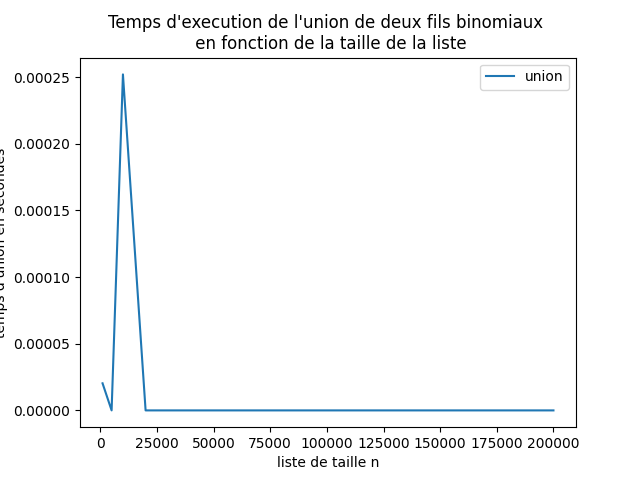 Temps d'execution de l'union de deux fils binomiaux
en fonction de la taille de la liste
union
0.00025
0.00020
0.00015
0.00010
0.00005
0.00000
temps d'union en secondes
0 25000 50000 75000 100000 125000 150000 175000 200000
liste de taille n